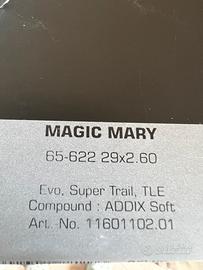 MAGIC MARY
65-622 29x2.60
Evo, Super Trail, TLE
Compound : ADDIX Soft
Art.-No. 11601102.01